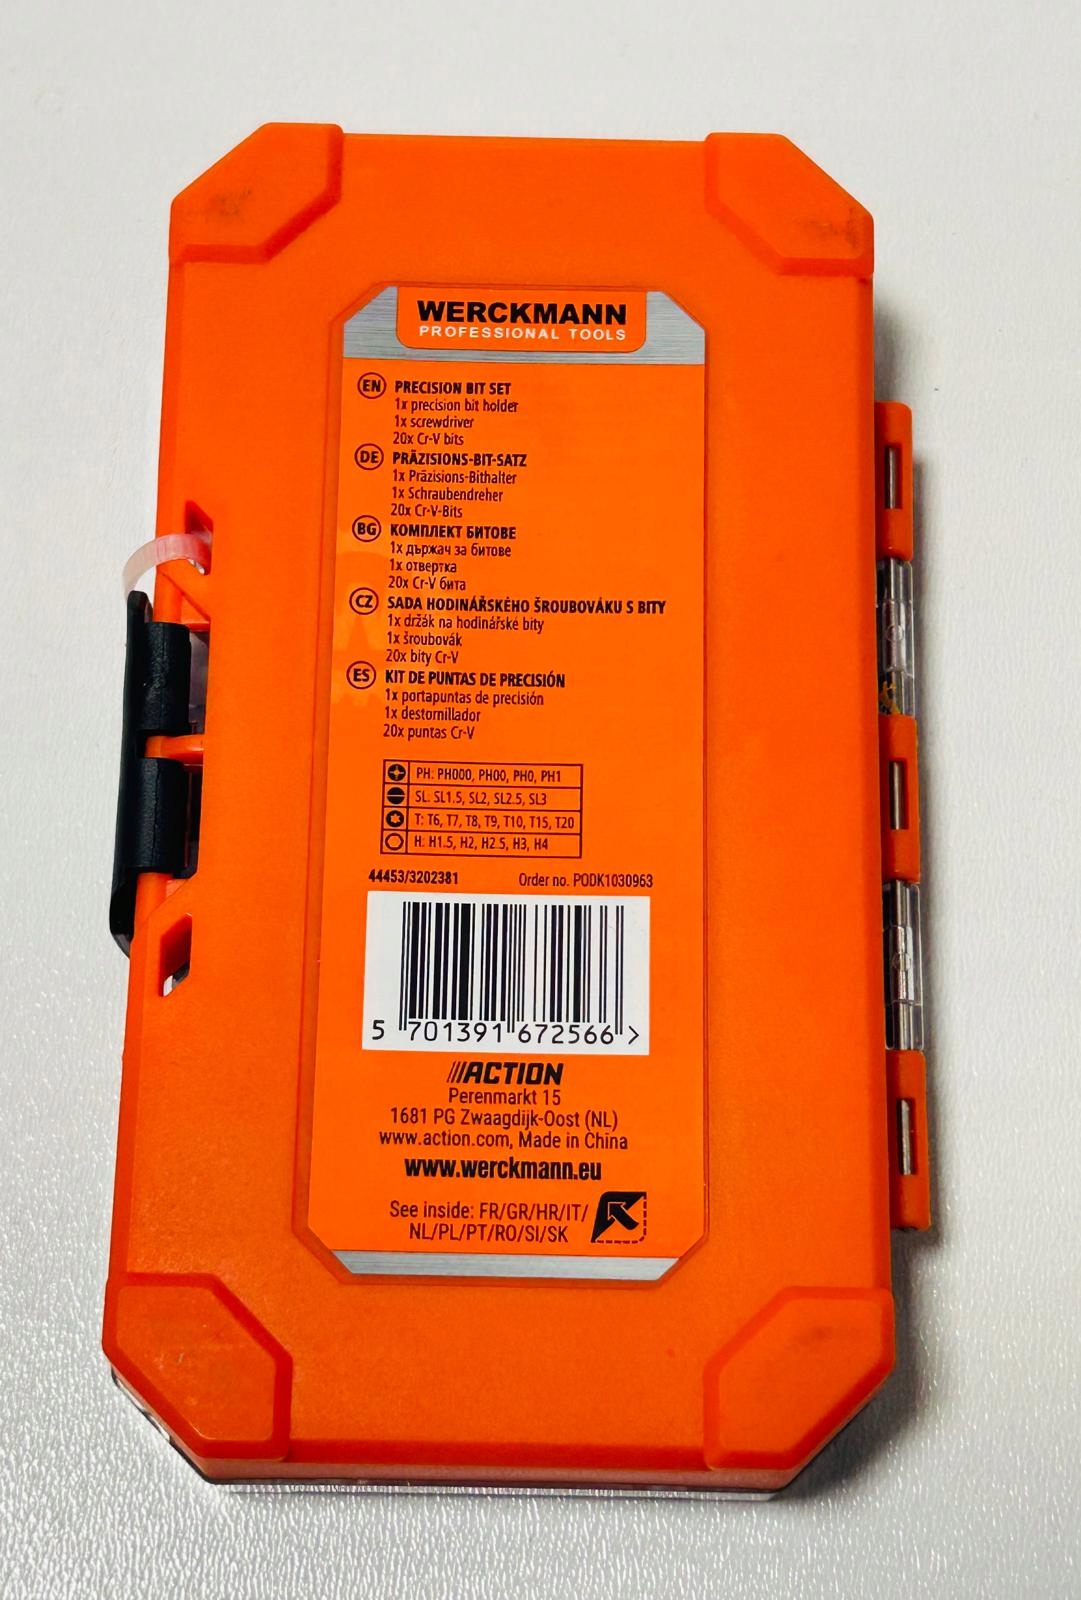 WERCKMANN
PROFESSIONAL TOOLS
EN PRECISION BIT SET
1x precision bit holder
1x screwdriver
20x Cr-V bits
DE PRÄZISIONS-BIT-SATZ
1x Präzisions-Bithalter
1x Schraubendreher
20x Cr-V-Bits
BG КОМПЛЕКТ БИТОВЕ
1x държач за битове
1x отвертка
20x Cr-V бита
CZ SADA HODINÁŘSKÉHO ŠROUBOVÁKU S BITY
1x držák na hodinářské bity
1x šroubovák
20x bity Cr-V
ES KIT DE PUNTAS DE PRECISIÓN
1x portapuntas de precisión
1x destornillador
20x puntas Cr-V
PH: PH000, PH00, PH0, PH1
SL. SL1.5, SL2, SL2.5, SL3
T: T6, T7, T8, T9, T10, T15, T20
H: H1.5, H2, H2.5, H3, H4
44453/3202381 Order no. PODK1030963
5 701391 672566 >
ACTION
Perenmarkt 15
1681 PG Zwaagdijk-Oost (NL)
www.action.com, Made in China
www.werckmann.eu
See inside: FR/GR/HR/IT/
NL/PL/PT/RO/SI/SK